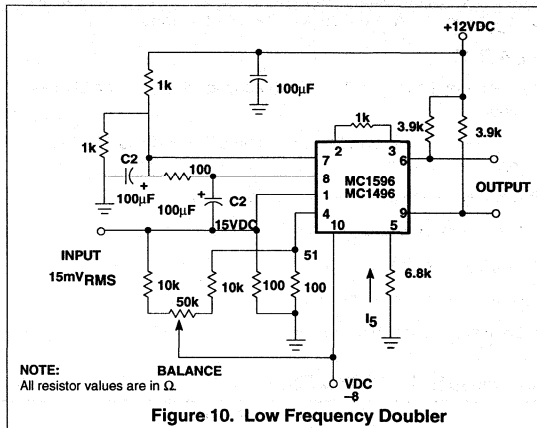 +12VDC
1k
100μF
1k
3.9k
3.9k
1k
C2
+
100
7
2
3
6
8
MC1596
MC1496
100μF
+
100μF
C2
1
OUTPUT
15VDC
4
10
9
5
INPUT
15mVRMS
51
10k
10k
100
100
6.8k
50k
I5
NOTE:
BALANCE
All resistor values are in Ω.
VDC
–8
Figure 10. Low Frequency Doubler